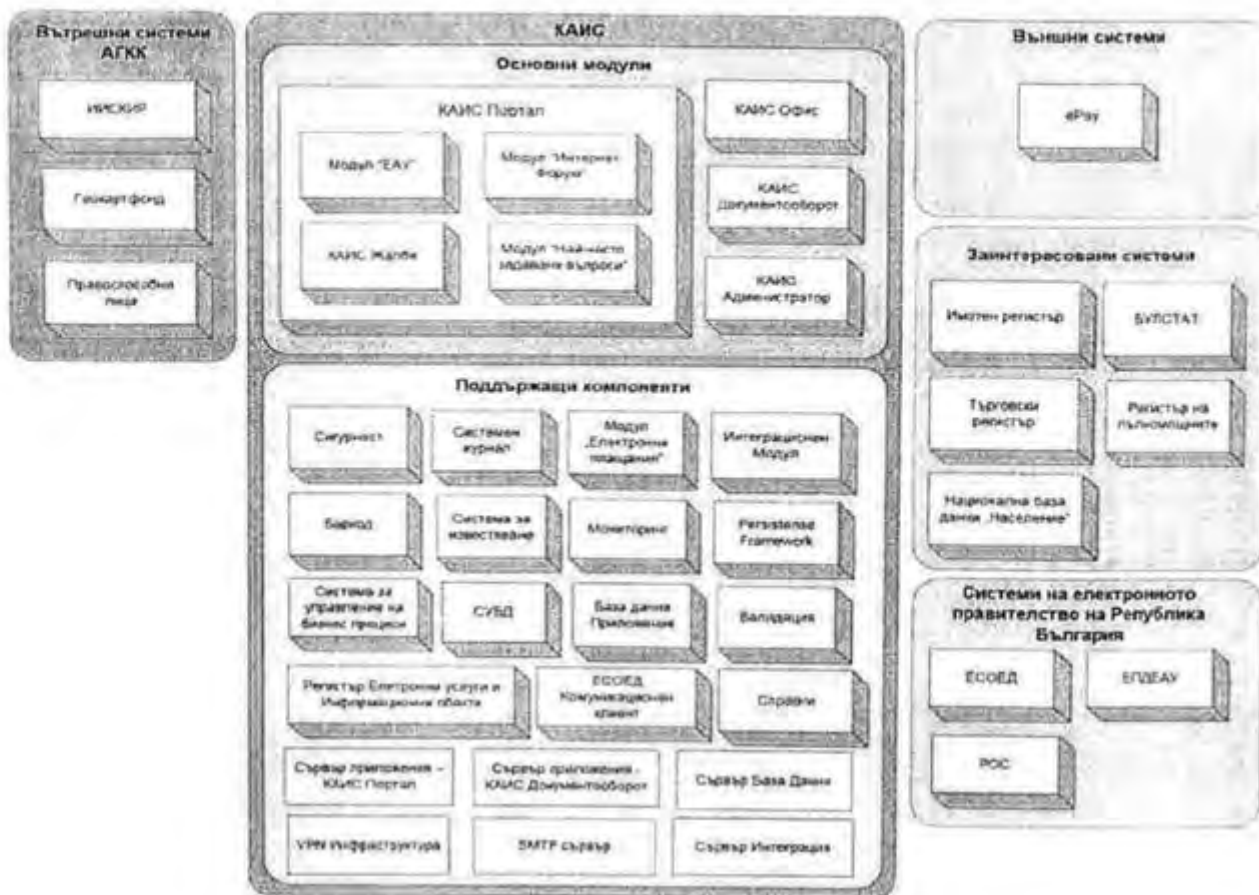 Вътрешни системи
АГКК
ИИСКИР
Геокартфонд
Правоспособни
лица
КАИС
Основни модули
КАИС Портал
Модул "ЕАУ"
Модул "Интернет
Форум"
КАИС Жалби
Модул "Най-често
задавани въпроси"
КАИС Офис
КАИС
Документооборот
КАИС
Администратор
Поддържащи компоненти
Сигурност
Системен
журнал
Модул
„Електронни
плащания"
Интеграционен
Модул
Баркод
Система за
известяване
Мониторинг
Persistense
Framework
Система за
управление на
бизнес процеси
СУБД
База данни
Приложение
Валидация
Регистър Елетронни услуги и
Информационни обекти
ЕСОЕД
Комуникационен
клиент
Справки
Сървър приложения –
КАИС Портал
Сървър приложения -
КАИС Документооборот
Сървър База Данни
VPN Инфраструктура
SMTP сървър
Сървър Интеграция
Външни системи
ePay
Заинтересовани системи
Имотен регистър
БУЛСТАТ
Търговски
регистър
Регистър на
пълномощните
Национална база
данни „Население"
Системи на електронното
правителство на Република
България
ЕСОЕД
ЕПДЕАУ
РОС